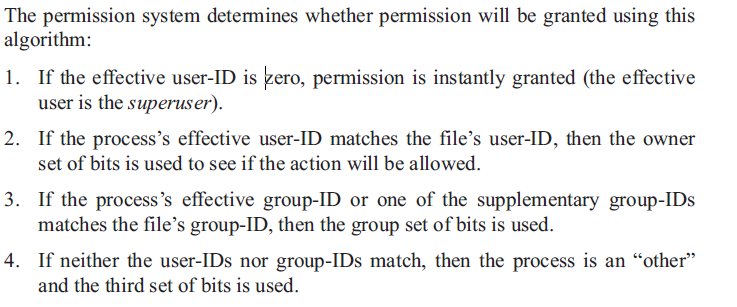 The permission system determines whether permission will be granted using this
algorithm:
1. If the effective user-ID is zero, permission is instantly granted (the effective
user is the superuser).
2. If the process’s effective user-ID matches the file’s user-ID, then the owner
set of bits is used to see if the action will be allowed.
3. If the process’s effective group-ID or one of the supplementary group-IDs
matches the file’s group-ID, then the group set of bits is used.
4. If neither the user-IDs nor group-IDs match, then the process is an “other”
and the third set of bits is used.